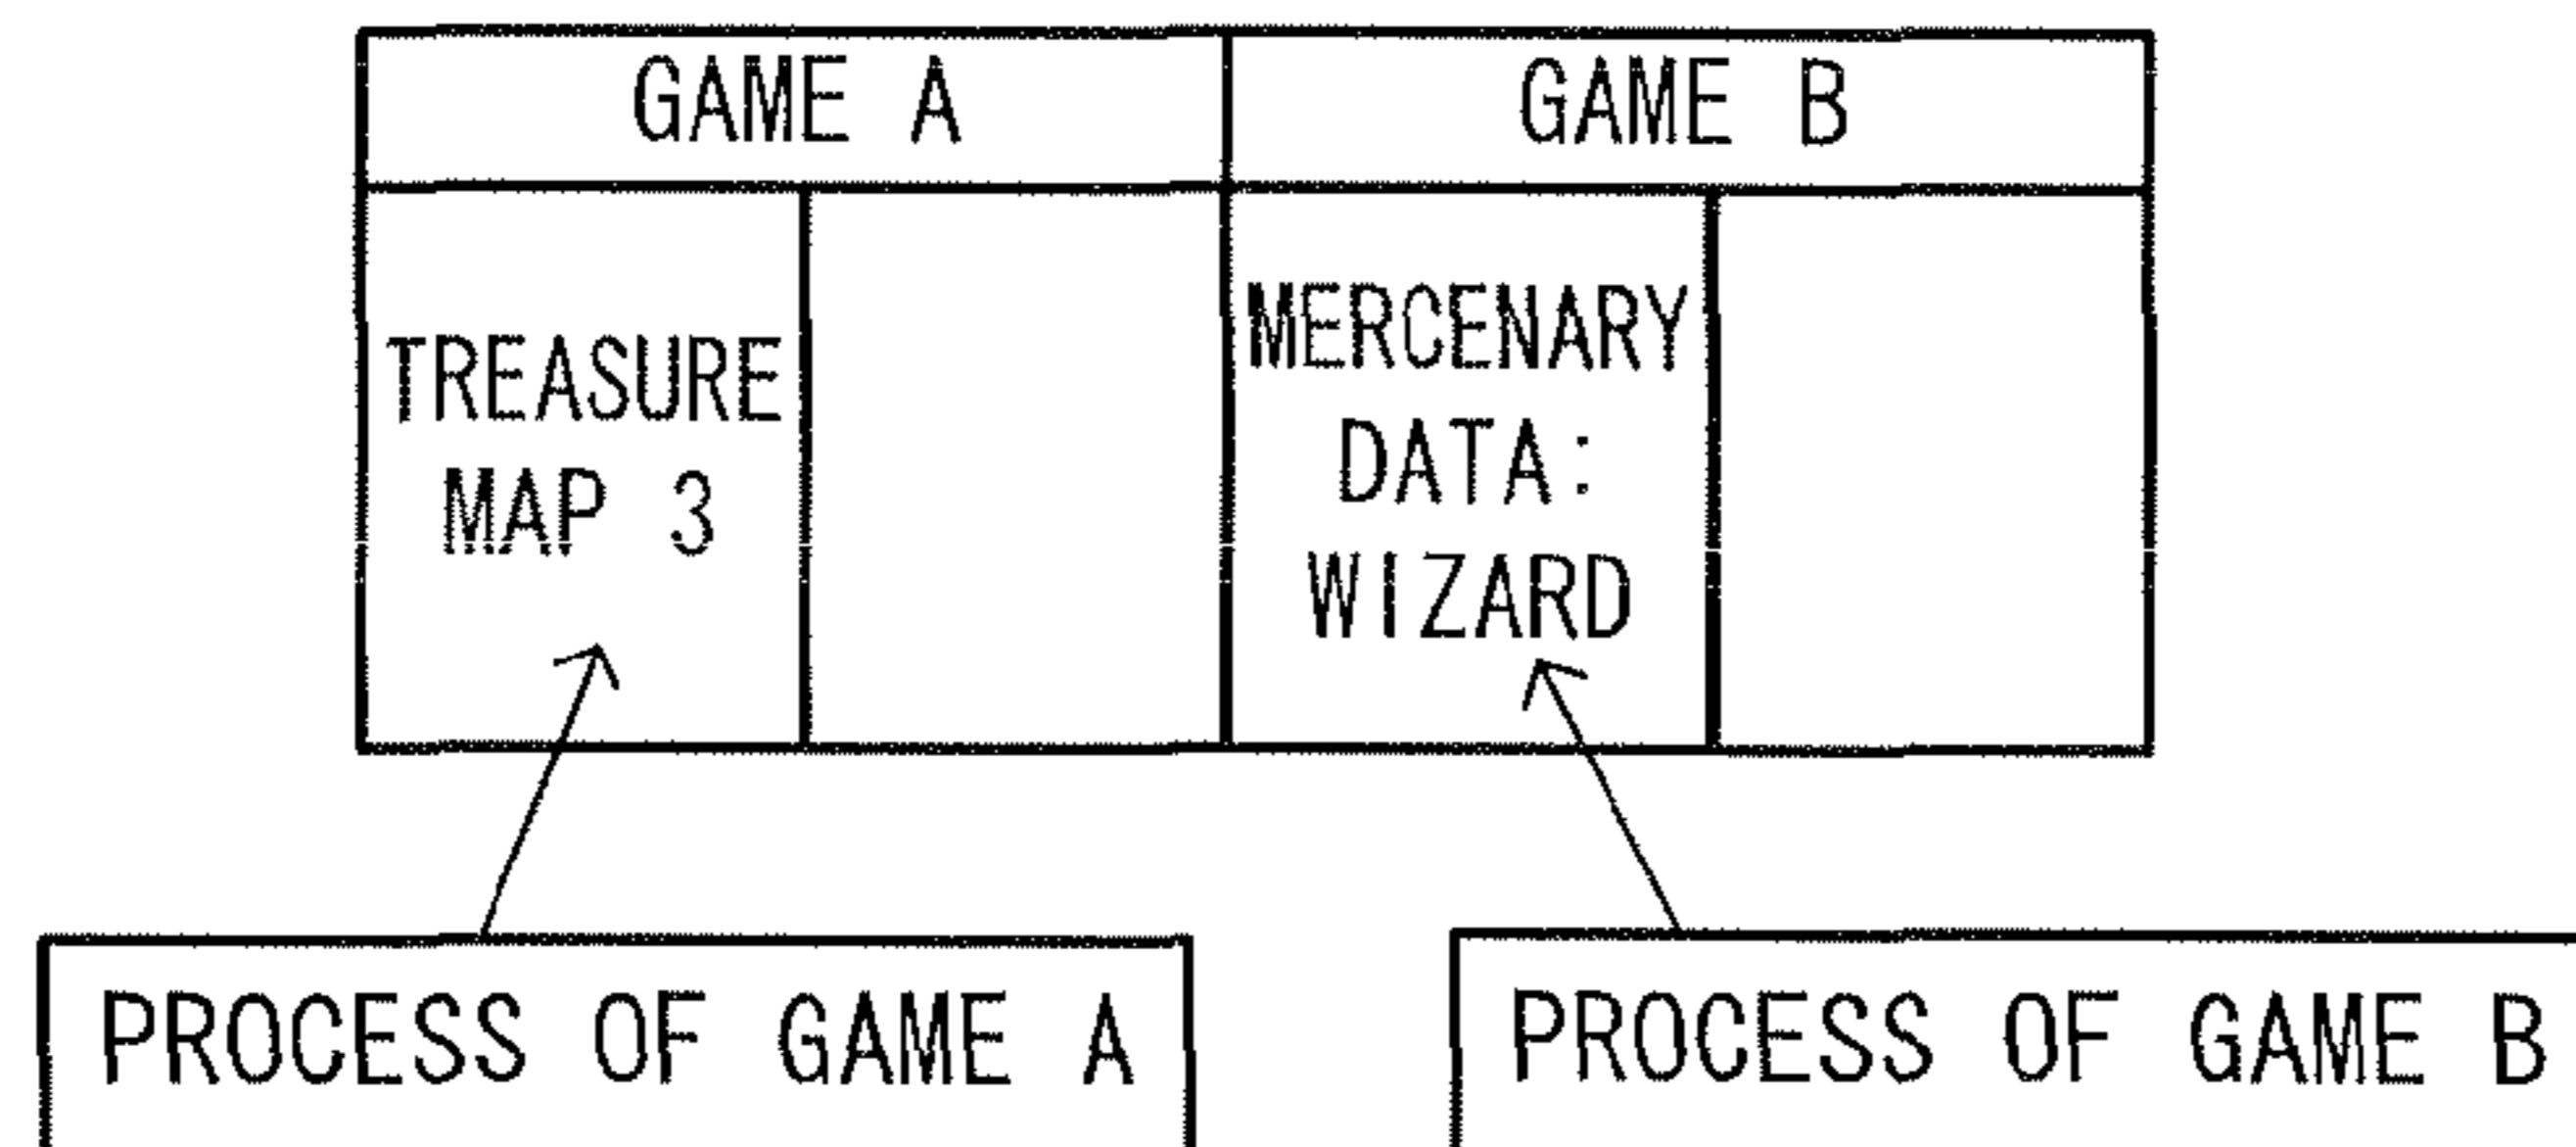 GAME A
GAME B
TREASURE
MAP 3
MERCENARY
DATA:
WIZARD
PROCESS OF GAME A
PROCESS OF GAME B